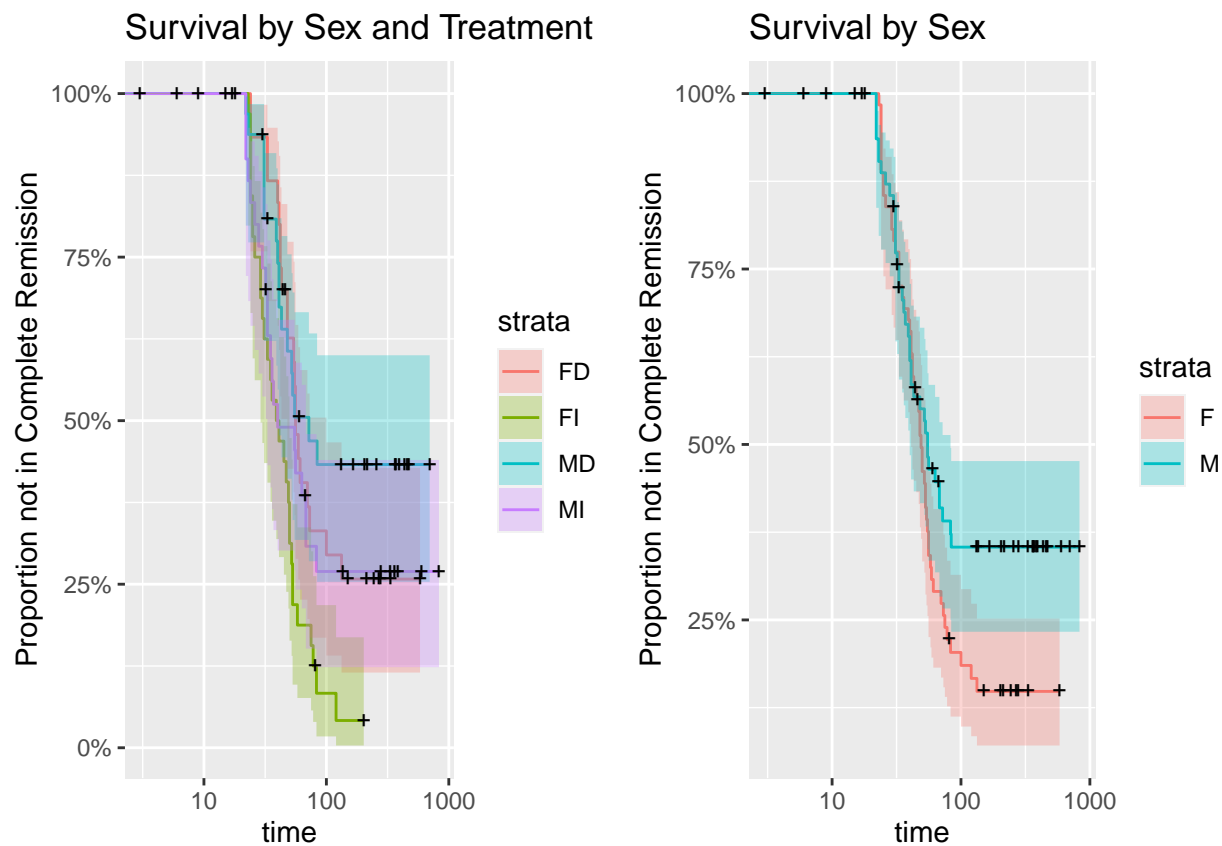 Survival by Sex and Treatment
Proportion not in Complete Remission
100%
75%
50%
25%
0%
10
100
1000
time
strata
FD
FI
MD
MI
Survival by Sex
Proportion not in Complete Remission
100%
75%
50%
25%
10
100
1000
time
strata
F
M